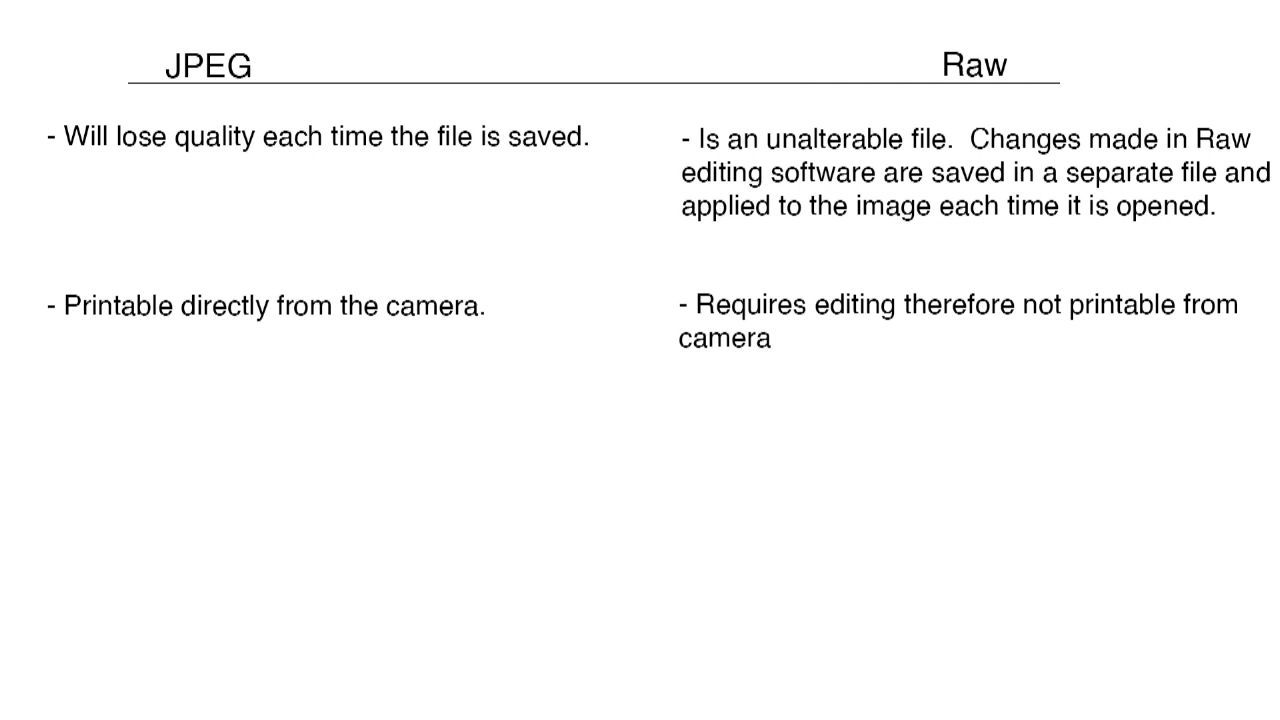 JPEG Raw
- Will lose quality each time the file is saved.
- Is an unalterable file.  Changes made in Raw
editing software are saved in a separate file and
applied to the image each time it is opened.
- Printable directly from the camera.
- Requires editing therefore not printable from
camera